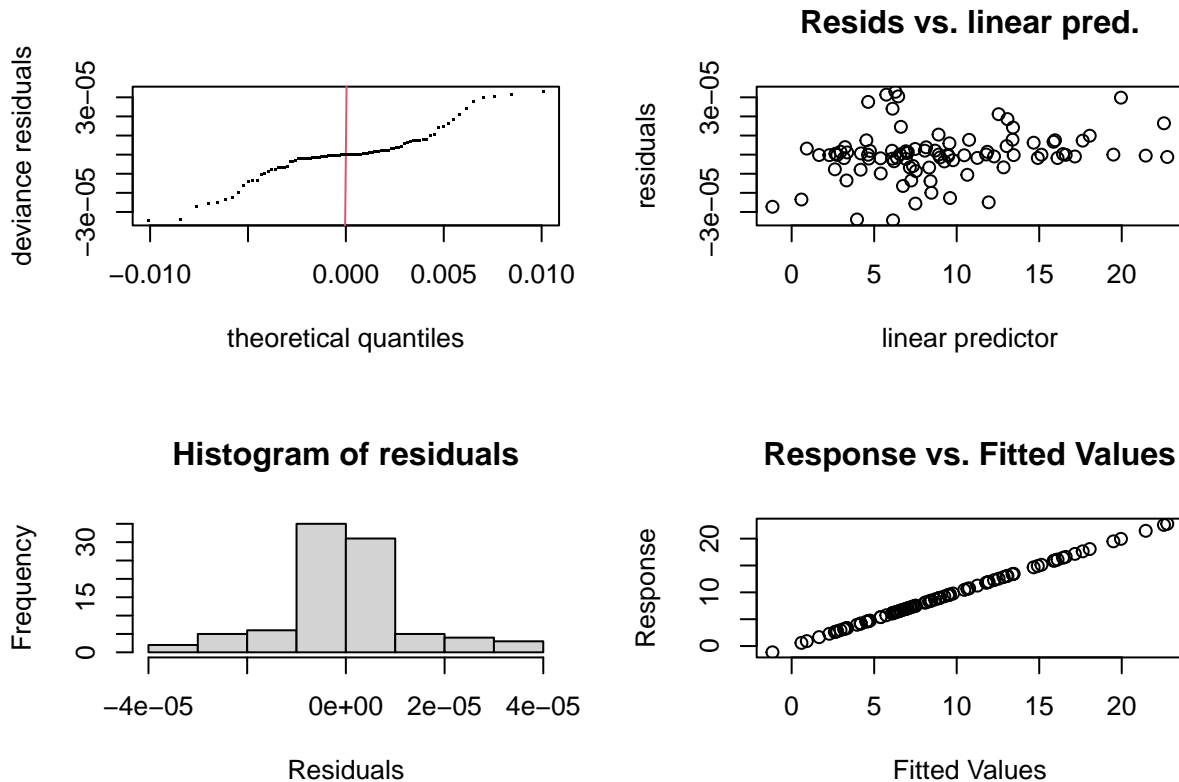 deviance residuals
−3e−05
3e−05
−0.010
0.000
0.005
0.010
theoretical quantiles
Resids vs. linear pred.
residuals
−3e−05
3e−05
0
5
10
15
20
linear predictor
Histogram of residuals
Frequency
0
15
30
−4e−05
0e+00
2e−05
4e−05
Residuals
Response vs. Fitted Values
Response
0
10
20
0
5
10
15
20
Fitted Values